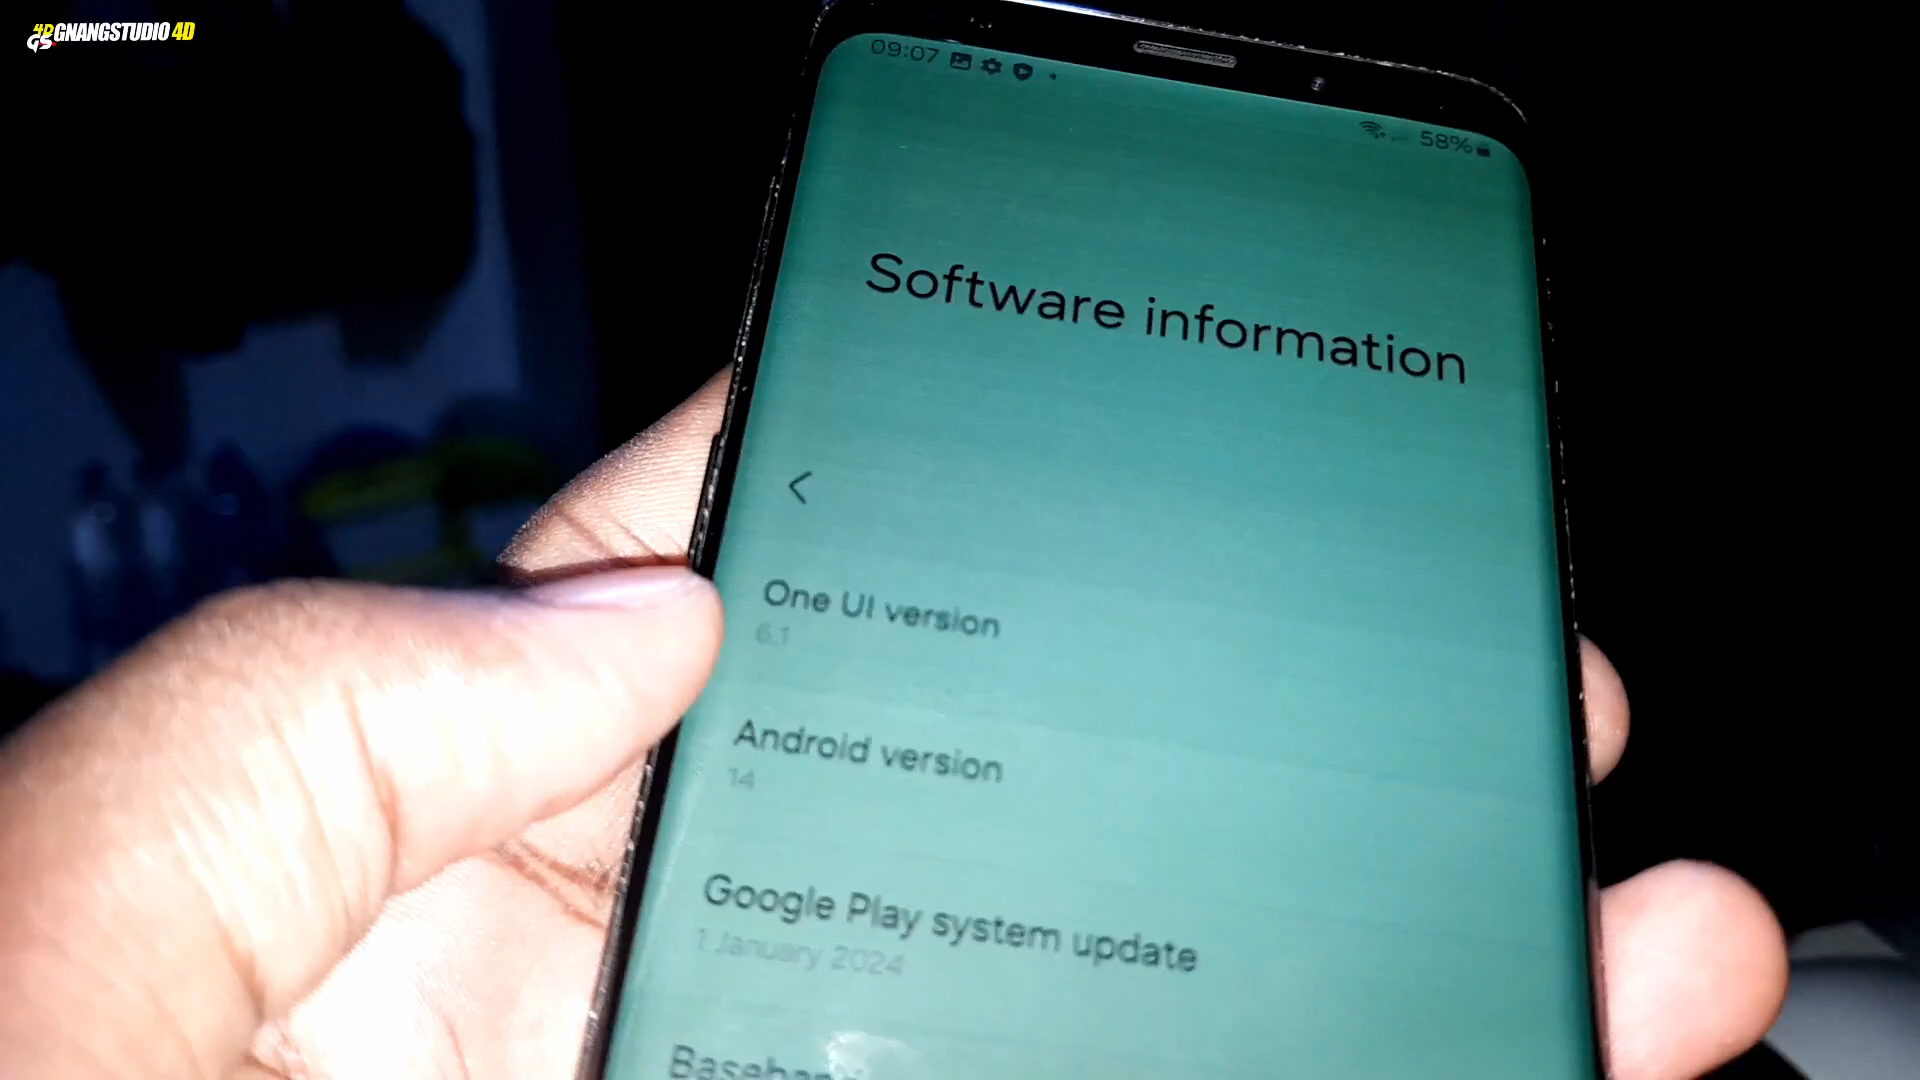 GNANGSTUDIO 4D
09:07
58%
Software information
One UI version
6.1
Android version
14
Google Play system update
1 January 2024